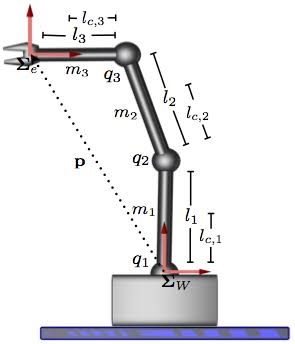 l_{c,3}
l_3
Σ_e
m_3
q_3
l_2
m_2
l_{c,2}
q_2
p
m_1
l_1
l_{c,1}
q_1
Σ_W